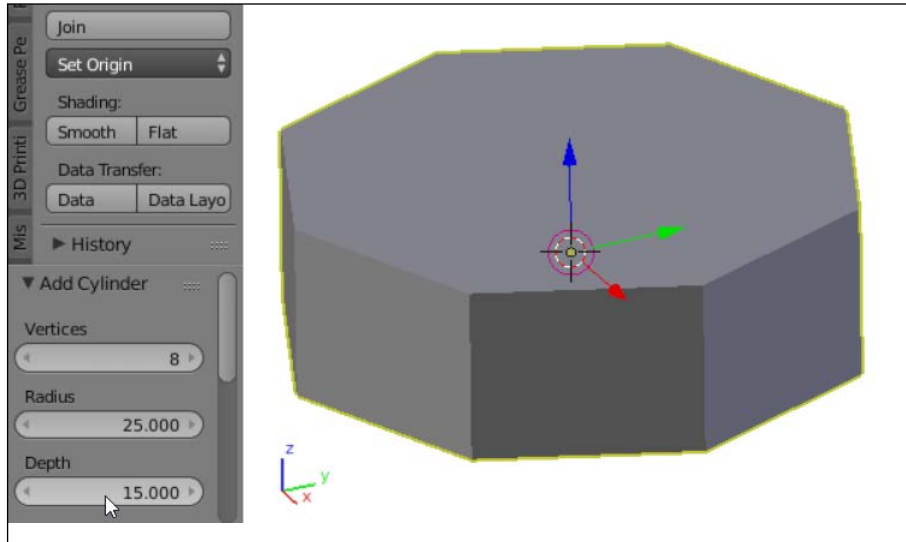 Grease Pe
3D Printi
Mis
Join
Set Origin
Shading:
Smooth Flat
Data Transfer:
Data Data Layo
History
Add Cylinder
Vertices
8
Radius
25.000
Depth
15.000
z
y
x